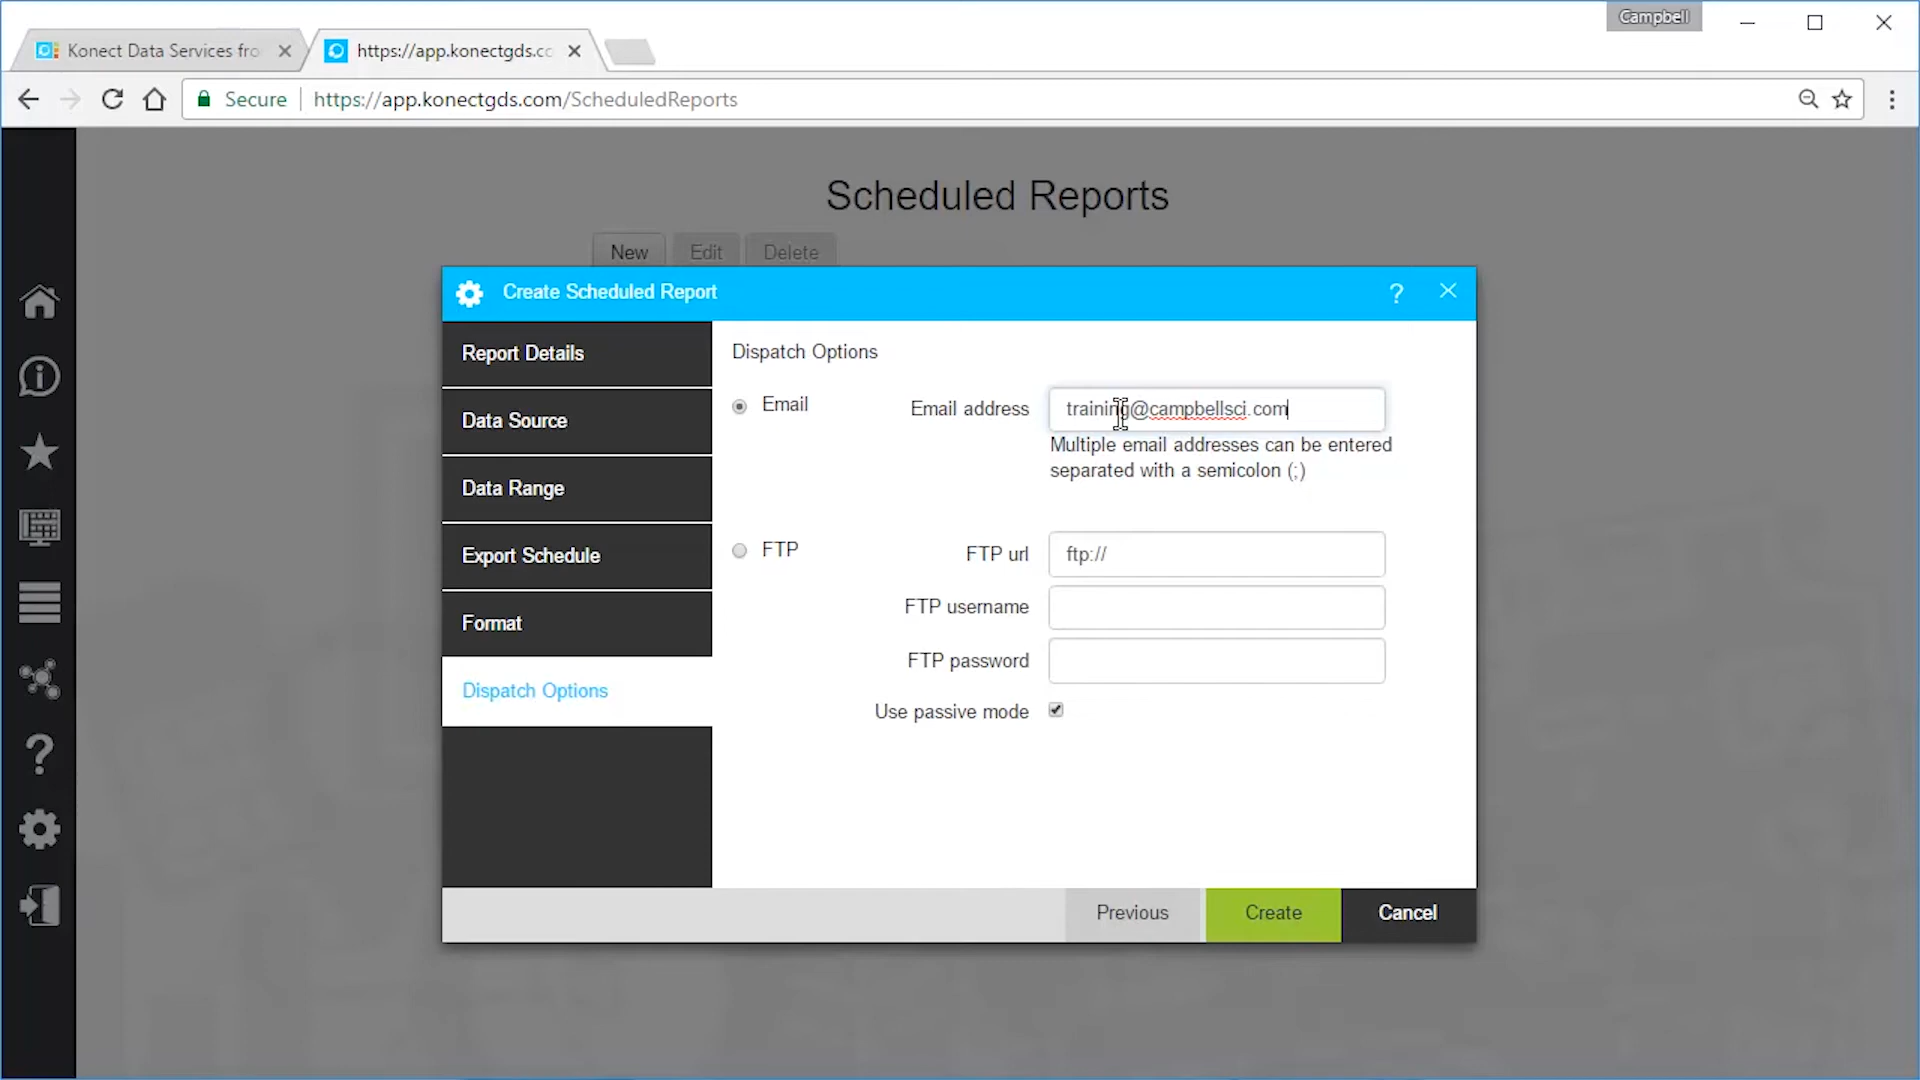 Campbell
Konect Data Services fro
https://app.konectgds.co
Secure https://app.konectgds.com/ScheduledReports
Scheduled Reports
New Edit Delete
Create Scheduled Report ?
Report Details
Data Source
Data Range
Export Schedule
Format
Dispatch Options
Dispatch Options
Email Email address training@campbellsci.com
Multiple email addresses can be entered
separated with a semicolon (;)
FTP FTP url ftp://
FTP username
FTP password
Use passive mode
Previous Create Cancel